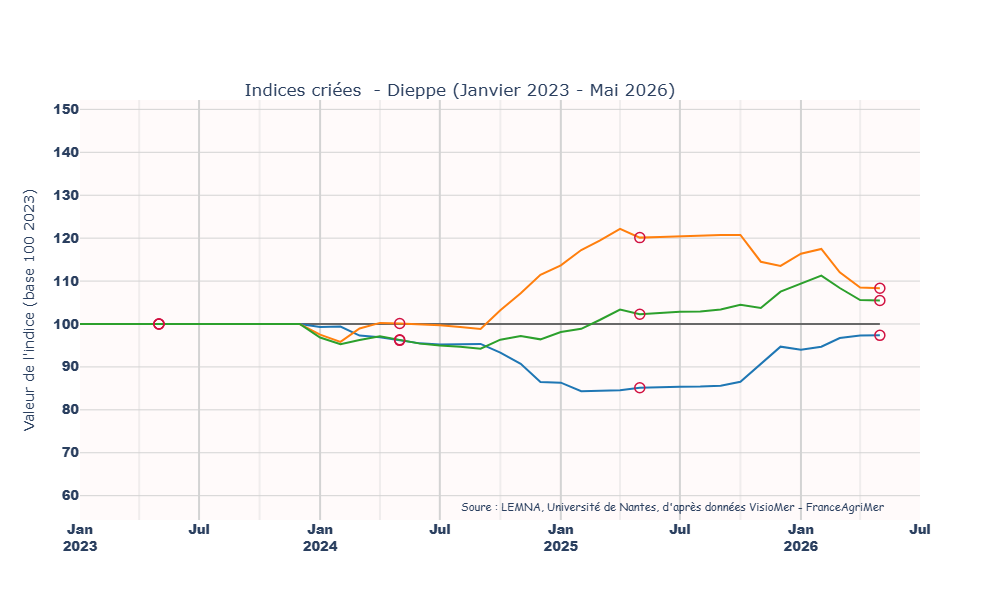 Indices criées  - Dieppe (Janvier 2023 - Mai 2026)
Valeur de l'indice (base 100 2023)
150
140
130
120
110
100
90
80
70
60
Soure : LEMNA, Université de Nantes, d'après données VisioMer - FranceAgriMer
Jan Jul Jan Jul Jan Jul Jan Jul
2023 2024 2025 2026